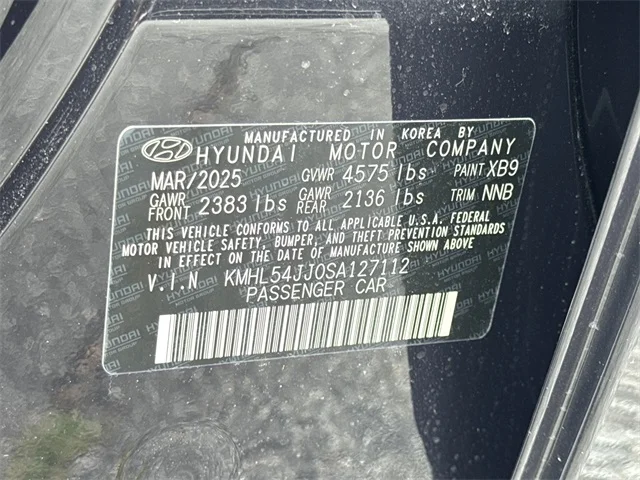 MANUFACTURED IN KOREA BY
HYUNDAI MOTOR COMPANY
MAR/2025 GVWR 4575 lbs PAINT XB9
GAWR FRONT 2383 lbs GAWR REAR 2136 lbs TRIM NNB
THIS VEHICLE CONFORMS TO ALL APPLICABLE U.S.A. FEDERAL
MOTOR VEHICLE SAFETY, BUMPER, AND THEFT PREVENTION STANDARDS
IN EFFECT ON THE DATE OF MANUFACTURE SHOWN ABOVE
V.I.N KMHL54JJ0SA127112
PASSENGER CAR